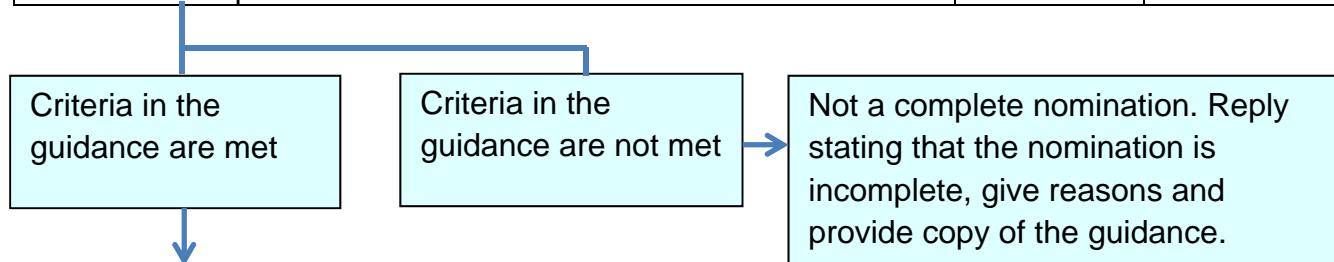 Criteria in the
guidance are met
Criteria in the
guidance are not met
Not a complete nomination. Reply
stating that the nomination is
incomplete, give reasons and
provide copy of the guidance.